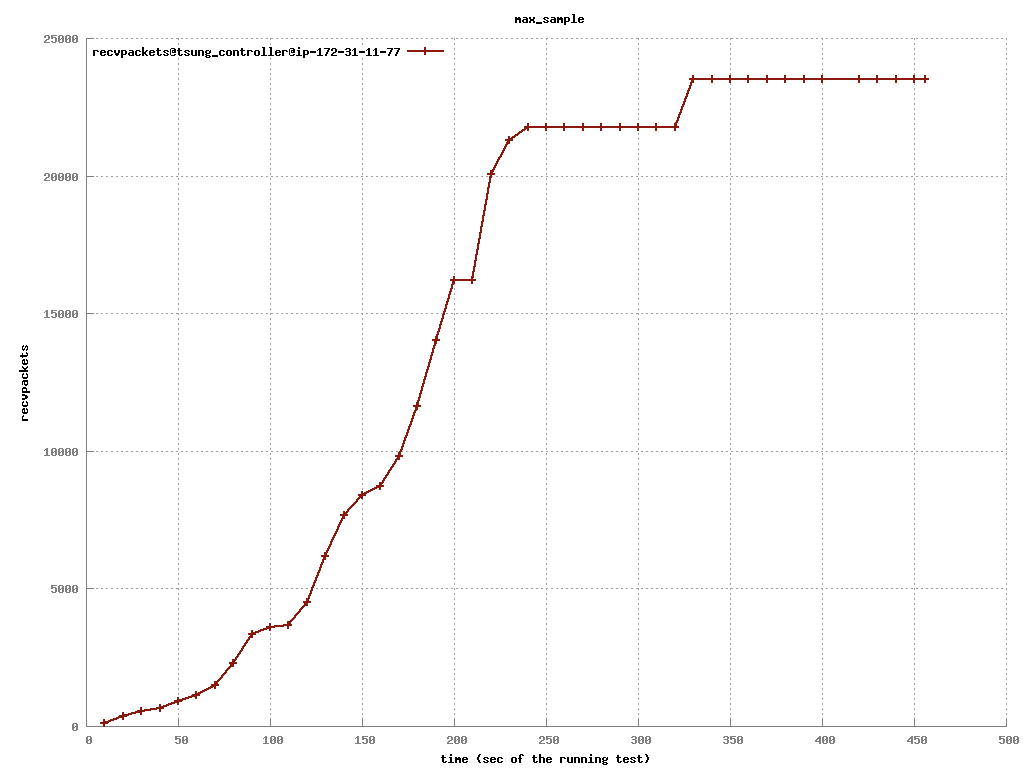 max_sample
recvpackets@tsung_controller@ip-172-31-11-77
25000
20000
15000
10000
5000
0
recvpackets
0 50 100 150 200 250 300 350 400 450 500
time (sec of the running test)